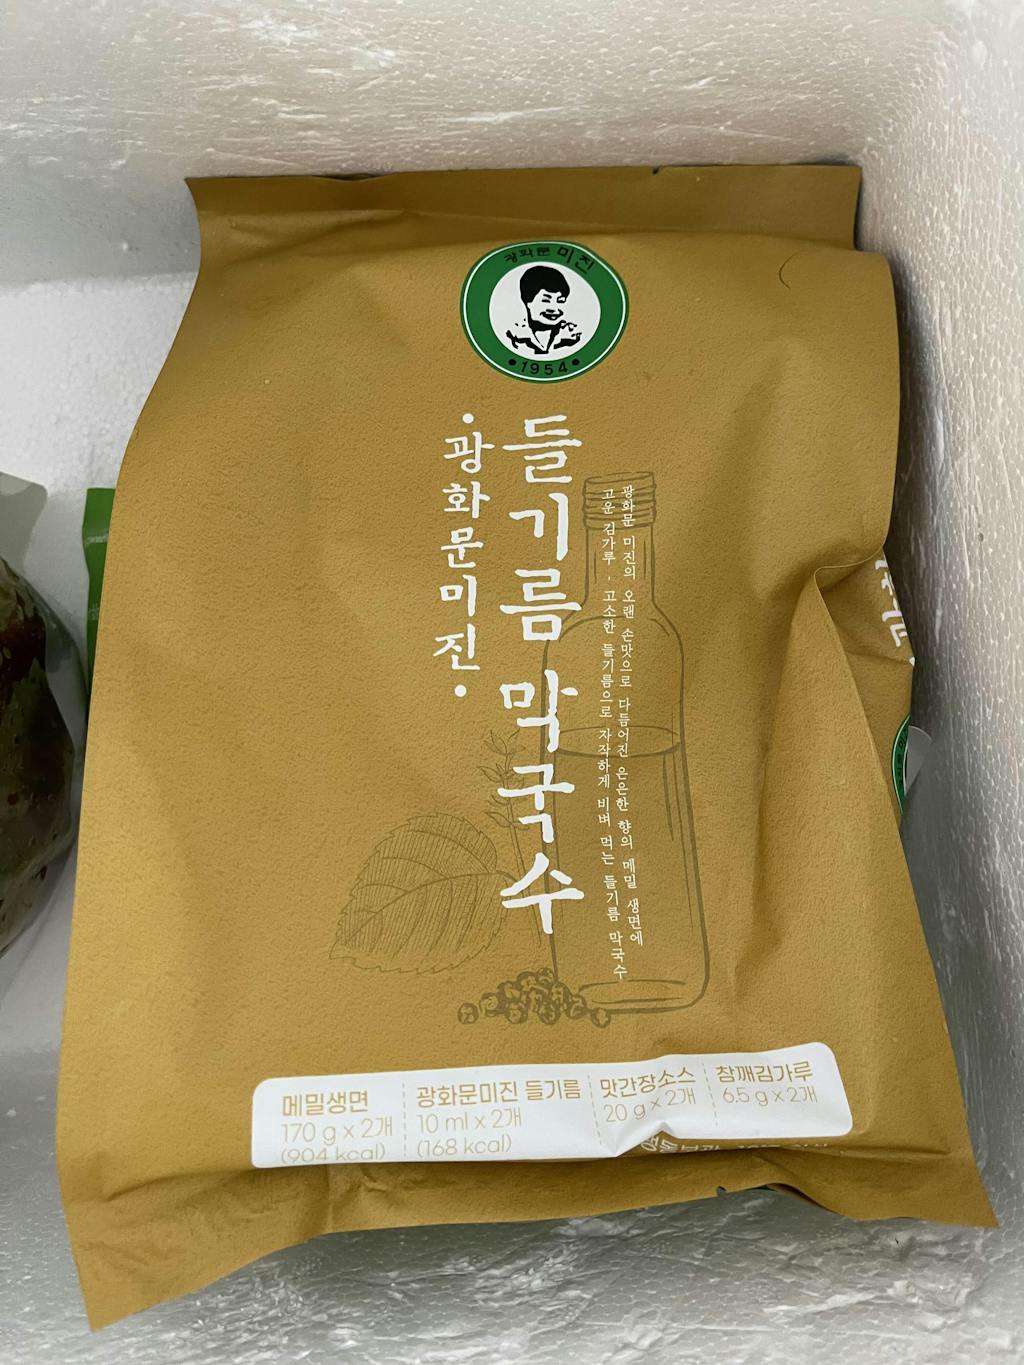 광화문 미진
1954
들기름 막국수
·광화문미진·
광화문 미진의 오랜 손맛으로 다듬어진 은은한 향의 메밀 생면에
고운 김가루, 고소한 들기름으로 자작하게 비벼 먹는 들기름 막국수
메밀생면
170 g x 2개
(904 kcal)
광화문미진 들기름
10 ml x 2개
(168 kcal)
맛간장소스
20 g x 2개
참깨김가루
6.5 g x 2개